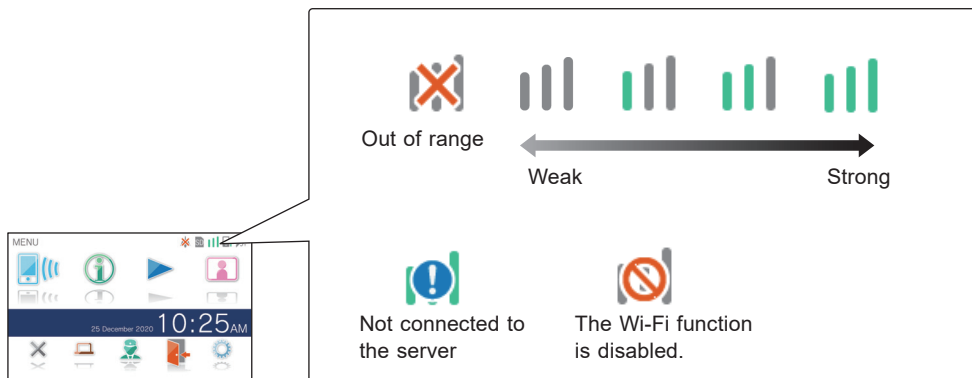 Out of range
Weak
Strong
MENU
25 December 2020 10:25AM
Not connected to
the server
The Wi-Fi function
is disabled.